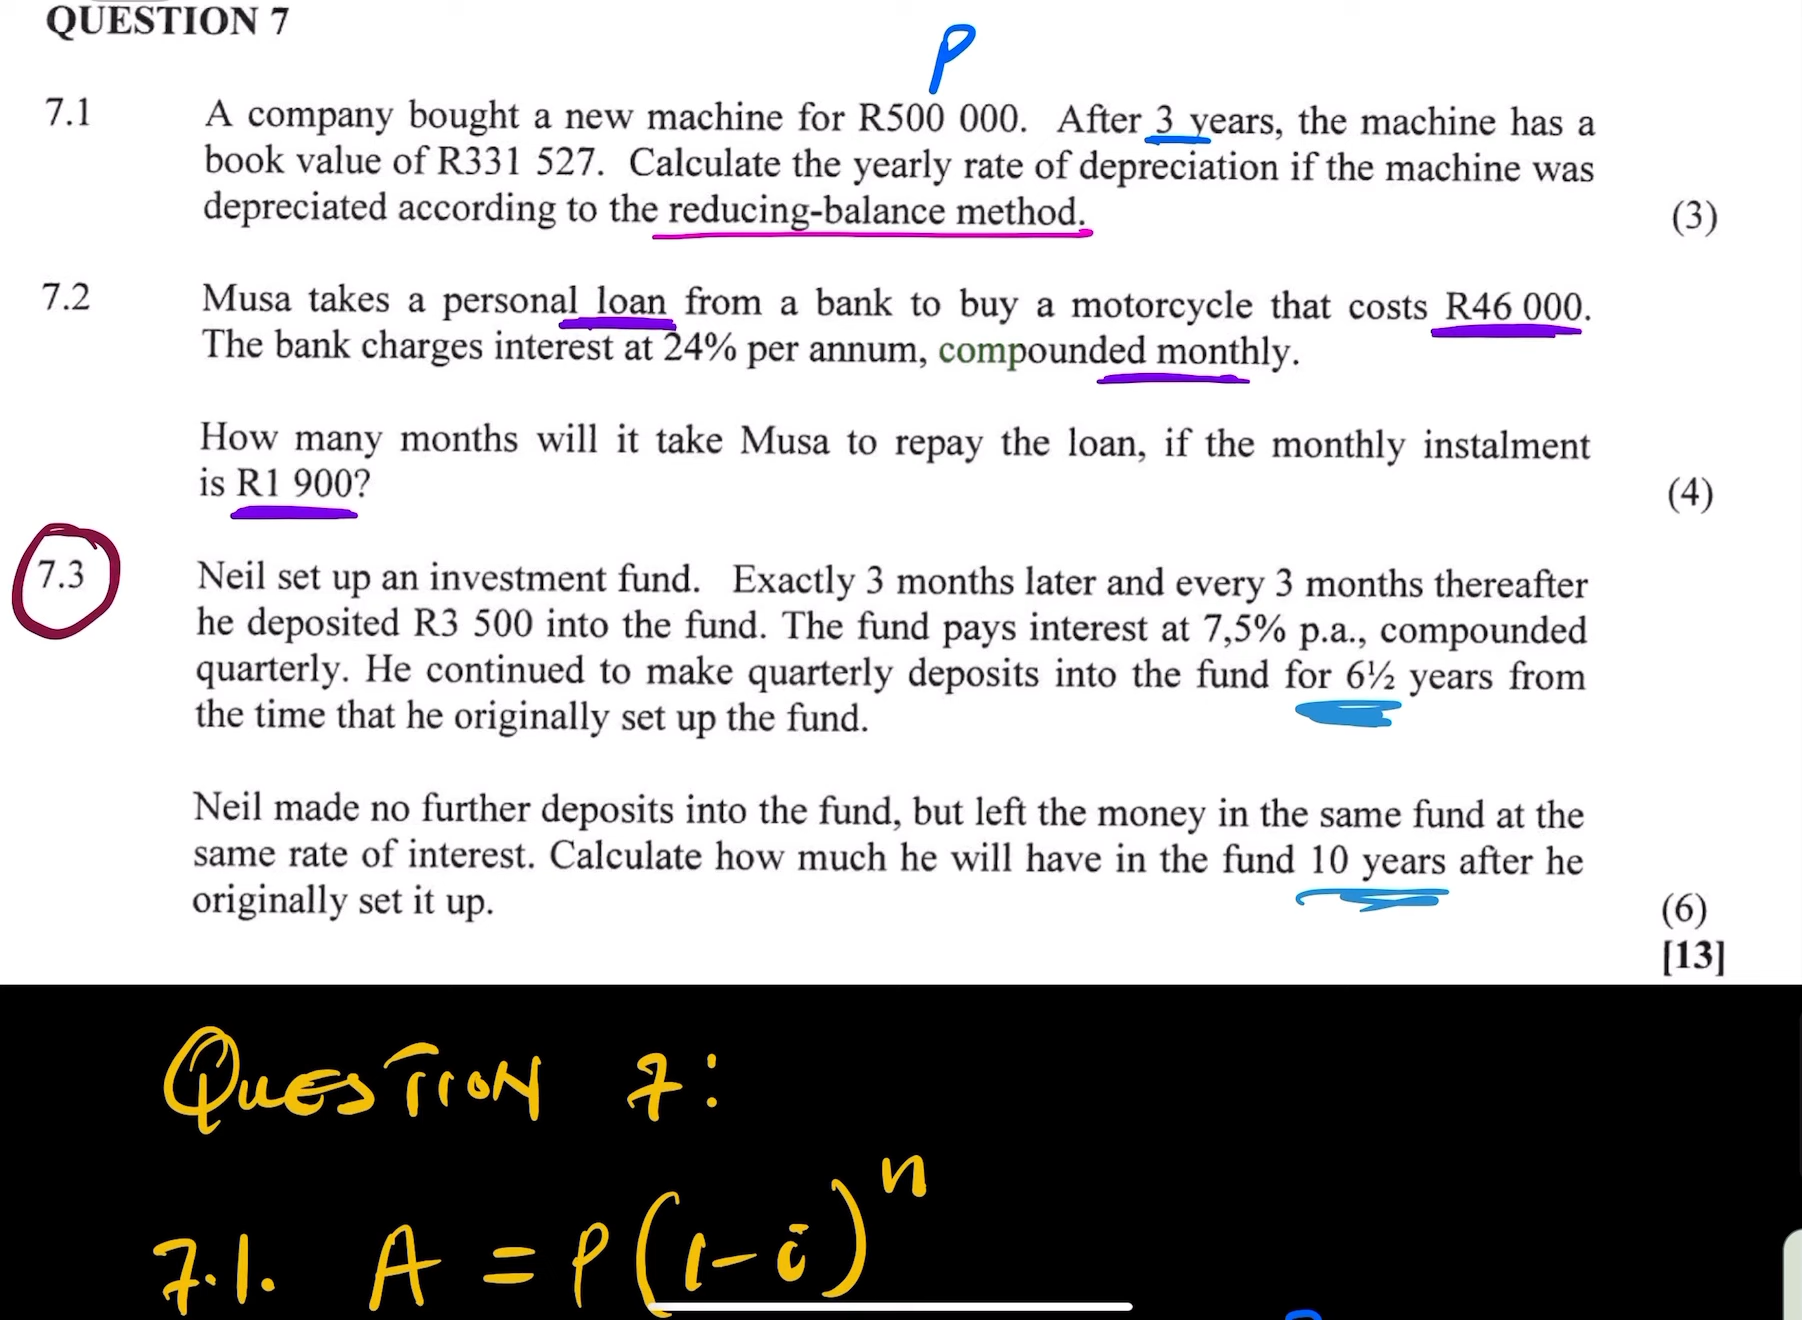 QUESTION 7
P
7.1 A company bought a new machine for R500 000. After 3 years, the machine has a
book value of R331 527. Calculate the yearly rate of depreciation if the machine was
depreciated according to the reducing-balance method. (3)
7.2 Musa takes a personal loan from a bank to buy a motorcycle that costs R46 000.
The bank charges interest at 24% per annum, compounded monthly.
How many months will it take Musa to repay the loan, if the monthly instalment
is R1 900? (4)
7.3 Neil set up an investment fund. Exactly 3 months later and every 3 months thereafter
he deposited R3 500 into the fund. The fund pays interest at 7,5% p.a., compounded
quarterly. He continued to make quarterly deposits into the fund for 6½ years from
the time that he originally set up the fund.
Neil made no further deposits into the fund, but left the money in the same fund at the
same rate of interest. Calculate how much he will have in the fund 10 years after he
originally set it up. (6)
[13]
QUESTION 7:
7.1. A = P(1-i)^n